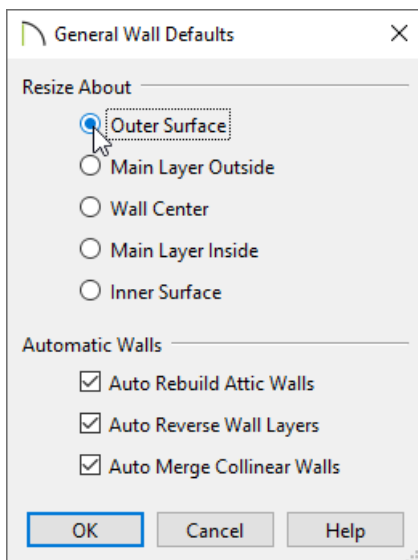 General Wall Defaults
Resize About
Outer Surface
Main Layer Outside
Wall Center
Main Layer Inside
Inner Surface
Automatic Walls
Auto Rebuild Attic Walls
Auto Reverse Wall Layers
Auto Merge Collinear Walls
OK Cancel Help